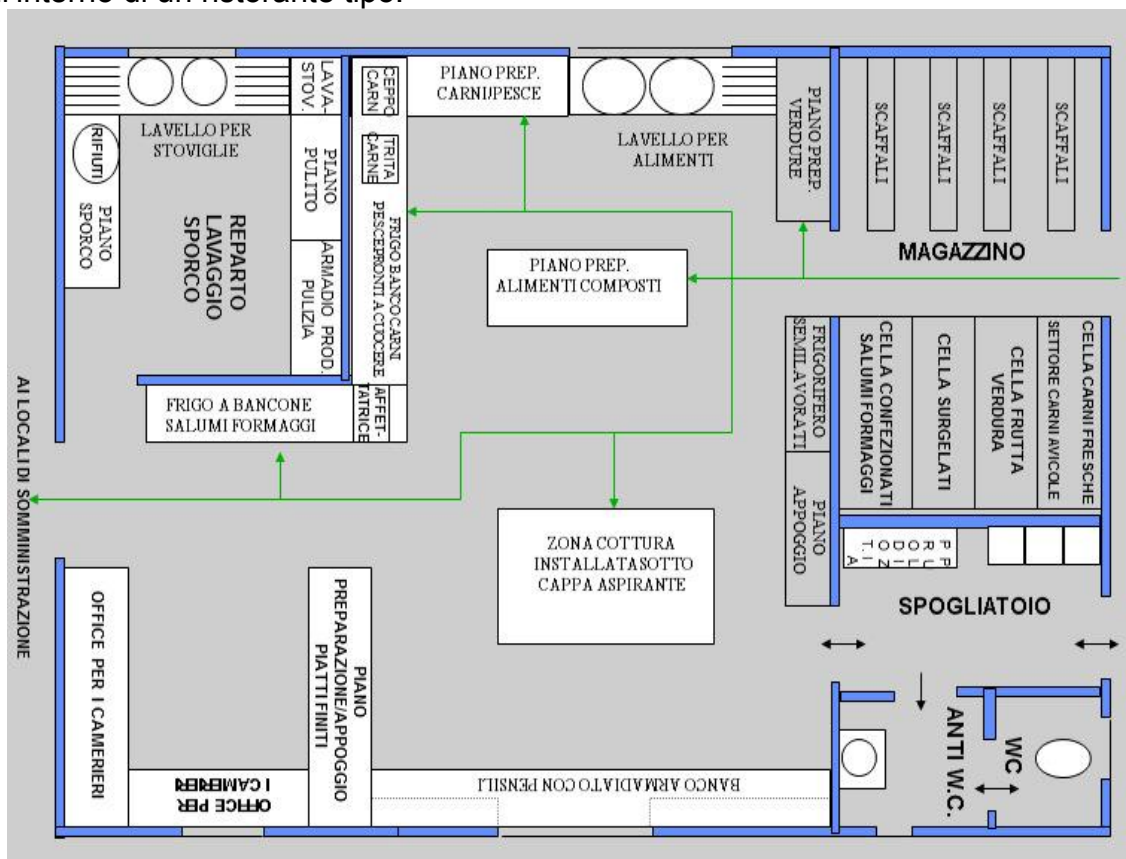 ll'interno di un ristorante tipo.
LAVELLO PER
STOVIGLIE
LAVA-
STOV.
CEPPO
CARN
TRITA
CARNE
PIANO PREP.
CARNI/PESCE
LAVELLO PER
ALIMENTI
PIANO PREP.
VERDURE
SCAFFALI
SCAFFALI
SCAFFALI
SCAFFALI
MAGAZZINO
RIFIUTI
PIANO
SPORCO
REPARTO
LAVAGGIO
SPORCO
PIANO
PULITO
ARMADIO PROD.
PULIZIA
FRIGO BANCO CARNI
PESCEPRONTI A CUOCERE
PIANO PREP.
ALIMENTI COMPOSTI
FRIGO A BANCONE
SALUMI FORMAGGI
AFFET-
TATRICE
FRIGORIFERO
SEMILAVORATI
PIANO
APPOGGIO
CELLA CONFEZIONATI
SALUMI FORMAGGI
CELLA SURGELATI
CELLA FRUTTA
VERDURA
CELLA CARNI FRESCHE
SETTORE CARNI AVICOLE
AI LOCALI DI SOMMINISTRAZIONE
ZONA COTTURA
INSTALLATA SOTTO
CAPPA ASPIRANTE
P P
R U
O L
D I
O Z
T. I
A
SPOGLIATOIO
OFFICE PER I CAMERIERI
PIANO
PREPARAZIONE/APPOGGIO
PIATTI FINITI
OFFICE PER
I CAMERIERI
BANCO ARMADIATO CON PENSILI
ANTI W.C.
WC